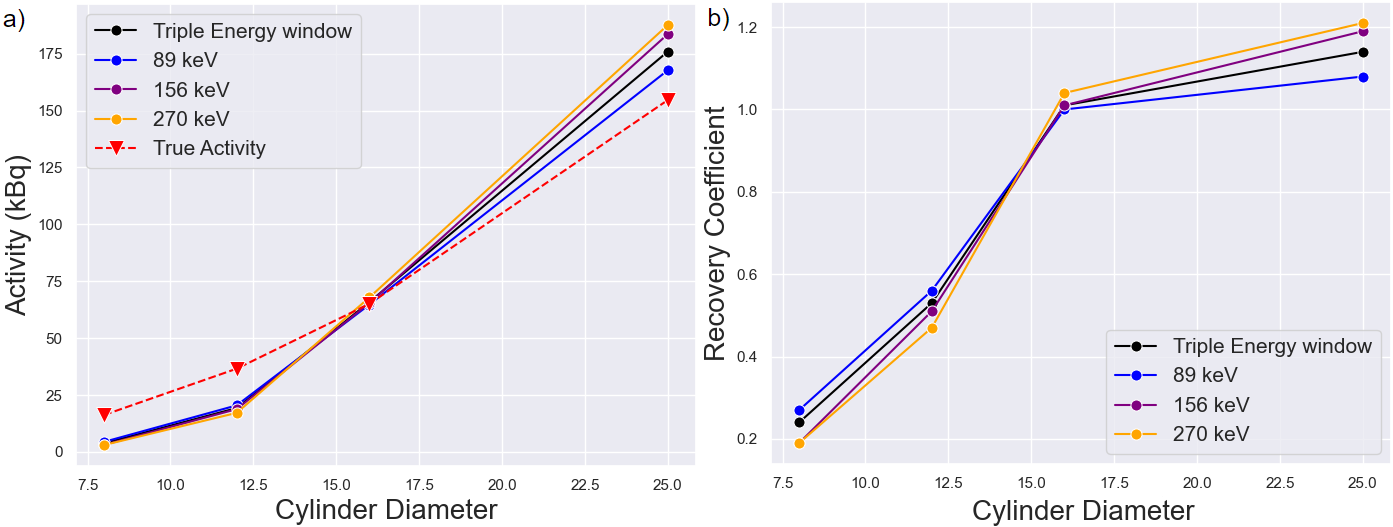 a)
Triple Energy window
89 keV
156 keV
270 keV
True Activity
Activity (kBq)
175
150
125
100
75
50
25
0
7.5 10.0 12.5 15.0 17.5 20.0 22.5 25.0
Cylinder Diameter
b)
Recovery Coefficient
1.2
1.0
0.8
0.6
0.4
0.2
Triple Energy window
89 keV
156 keV
270 keV
7.5 10.0 12.5 15.0 17.5 20.0 22.5 25.0
Cylinder Diameter